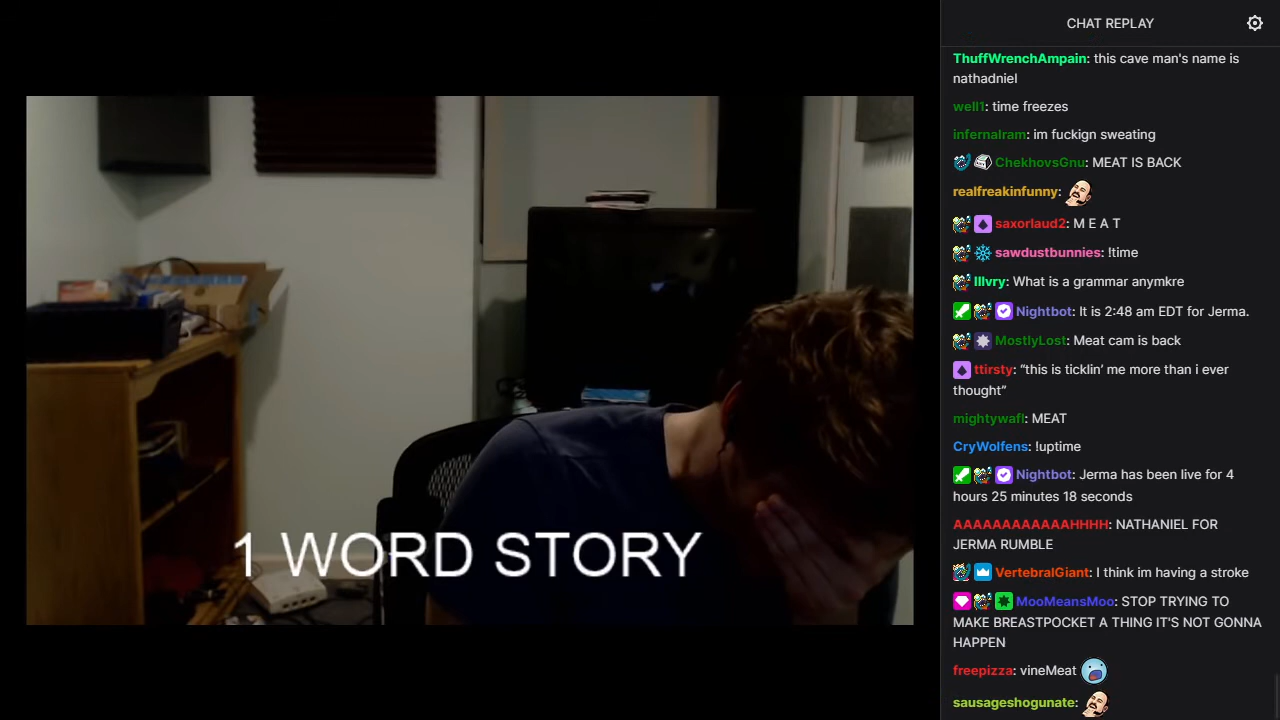 CHAT REPLAY
ThuffWrenchAmpain: this cave man's name is
nathadniel
well1: time freezes
infernalram: im fuckign sweating
ChekhovsGnu: MEAT IS BACK
realfreakinfunny:
saxorlaud2: M E A T
sawdustbunnies: !time
lllvry: What is a grammar anymkre
Nightbot: It is 2:48 am EDT for Jerma.
MostlyLost: Meat cam is back
ttirsty: “this is ticklin’ me more than i ever
thought”
mightywafl: MEAT
CryWolfens: !uptime
Nightbot: Jerma has been live for 4
hours 25 minutes 18 seconds
AAAAAAAAAAAAHHHH: NATHANIEL FOR
JERMA RUMBLE
VertebralGiant: I think im having a stroke
MooMeansMoo: STOP TRYING TO
MAKE BREASTPOCKET A THING IT'S NOT GONNA
HAPPEN
freepizza: vineMeat
sausageshogunate:
1 WORD STORY